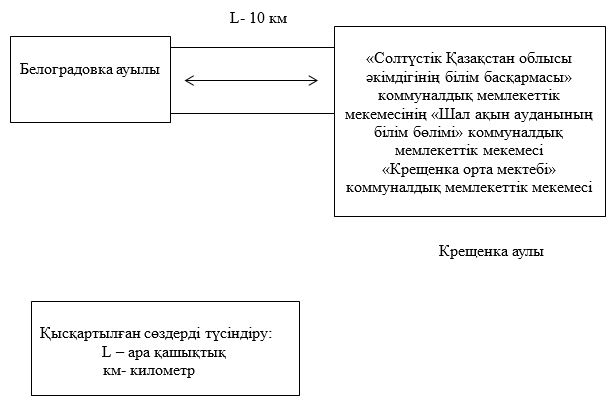 L- 10 км
Белоградовка ауылы
«Солтүстік Қазақстан облысы
әкімдігінің білім басқармасы»
коммуналдық мемлекеттік
мекемесінің «Шал ақын ауданының
білім бөлімі» коммуналдық
мемлекеттік мекемесі
«Крещенка орта мектебі»
коммуналдық мемлекеттік мекемесі
Крещенка аулы
Қысқартылған сөздерді түсіндіру:
L – ара қашықтық
км- километр